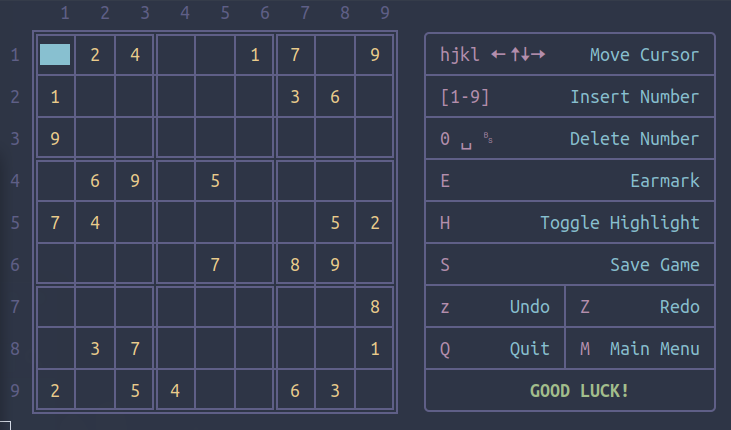 1 2 3 4 5 6 7 8 9
1 2 4 1 7 9 hjkl ←↑↓→ Move Cursor
2 1 3 6 [1-9] Insert Number
3 9 0 ␣ ⌫ Delete Number
4 6 9 5 E Earmark
5 7 4 5 2 H Toggle Highlight
6 7 8 9 S Save Game
7 8 z Undo Z Redo
8 3 7 1 Q Quit M Main Menu
9 2 5 4 6 3 GOOD LUCK!